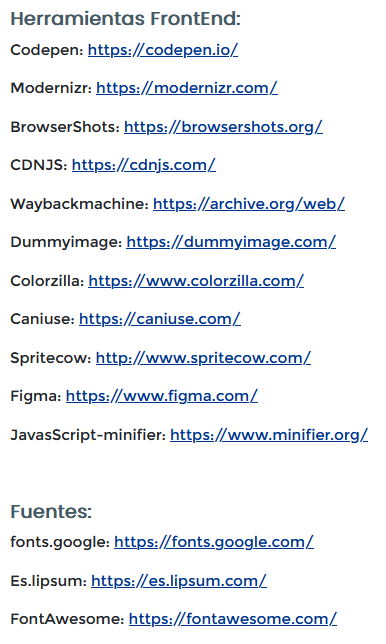 Herramientas FrontEnd:
Codepen: https://codepen.io/
Modernizr: https://modernizr.com/
BrowserShots: https://browsershots.org/
CDNJS: https://cdnjs.com/
Waybackmachine: https://archive.org/web/
Dummyimage: https://dummyimage.com/
Colorzilla: https://www.colorzilla.com/
Caniuse: https://caniuse.com/
Spritecow: http://www.spritecow.com/
Figma: https://www.figma.com/
JavasScript-minifier: https://www.minifier.org/
Fuentes:
fonts.google: https://fonts.google.com/
Es.lipsum: https://es.lipsum.com/
FontAwesome: https://fontawesome.com/